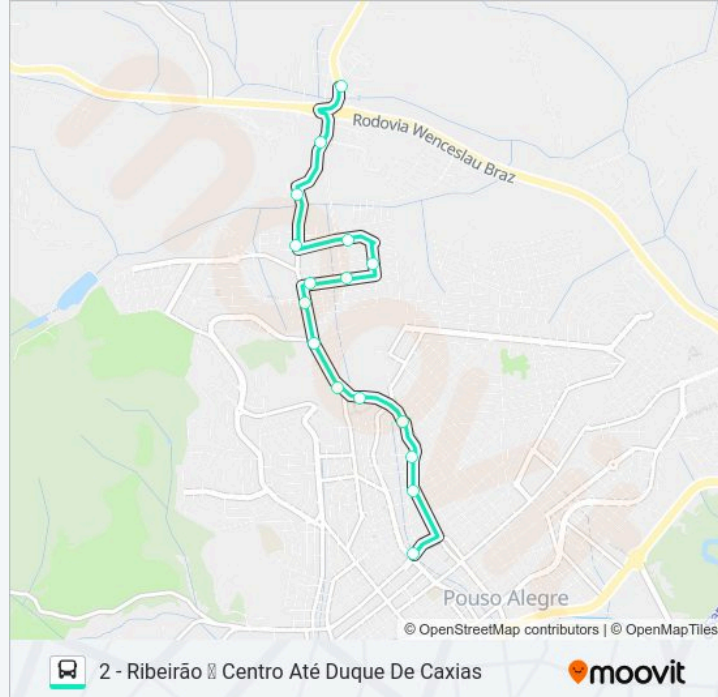 Rodovia Wenceslau Braz
Pouso Alegre
© OpenStreetMap contributors | © OpenMapTiles
2 - Ribeirão ⍰ Centro Até Duque De Caxias
moovit